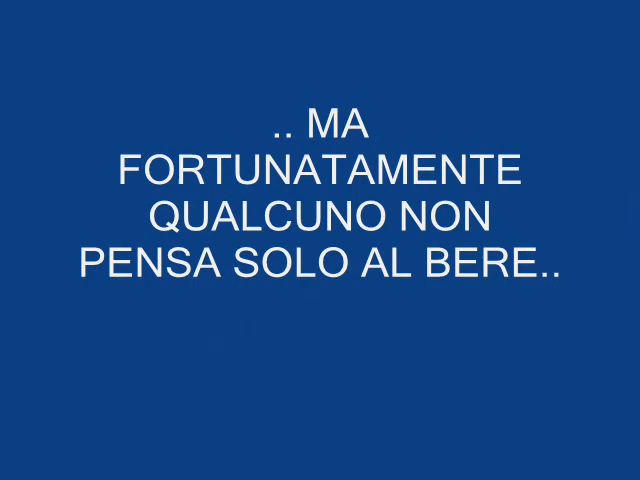 .. MA
FORTUNATAMENTE
QUALCUNO NON
PENSA SOLO AL BERE..